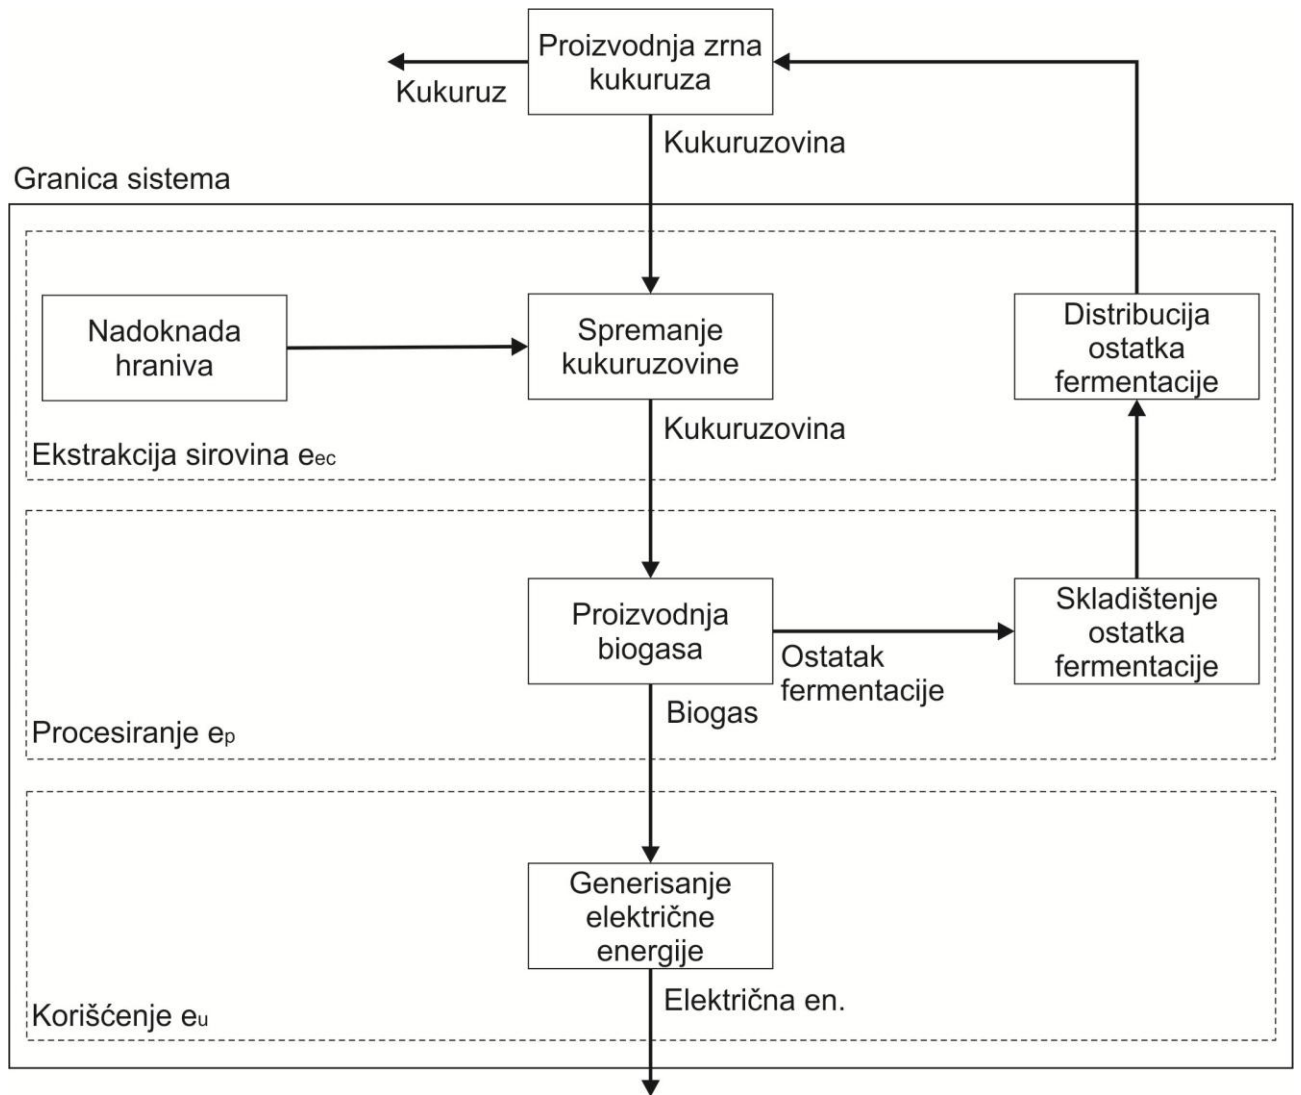 Proizvodnja zrna
kukuruza
Kukuruz
Kukuruzovina
Granica sistema
Nadoknada
hraniva
Spremanje
kukuruzovine
Distribucija
ostatka
fermentacije
Kukuruzovina
Ekstrakcija sirovina eec
Proizvodnja
biogasa
Skladištenje
ostatka
fermentacije
Ostatak
fermentacije
Biogas
Procesiranje ep
Generisanje
električne
energije
Električna en.
Korišćenje eu